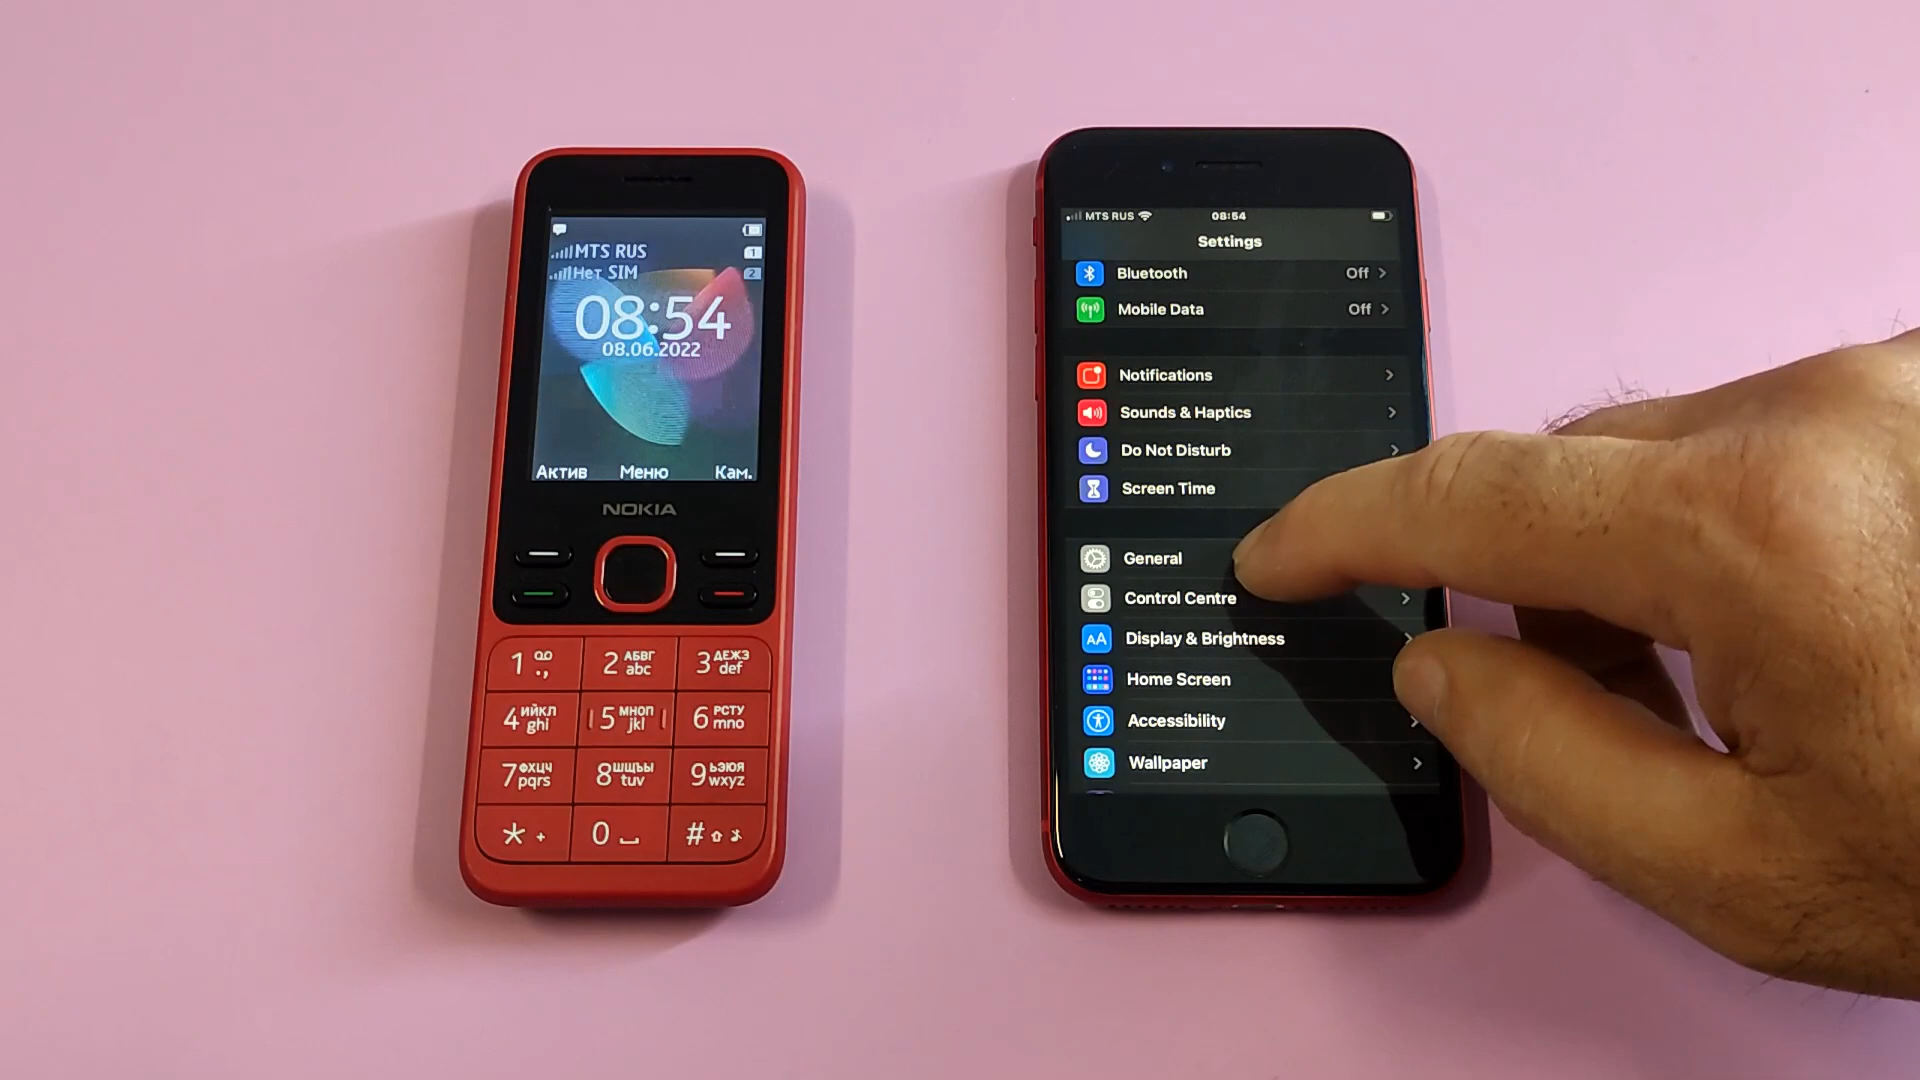 MTS RUS
1
Нет SIM
2
08:54
08.06.2022
Актив Меню Кам.
NOKIA
1 .,
2 АБВГ abc
3 ДЕЖЗ def
4 ИЙКЛ ghi
5 МНОП jkl
6 РСТУ mno
7 ФХЦЧ pqrs
8 ШЩЪЫ tuv
9 ЬЭЮЯ wxyz
* +
0
#
MTS RUS 08:54
Settings
Bluetooth Off
Mobile Data Off
Notifications
Sounds & Haptics
Do Not Disturb
Screen Time
General
Control Centre
AA Display & Brightness
Home Screen
Accessibility
Wallpaper